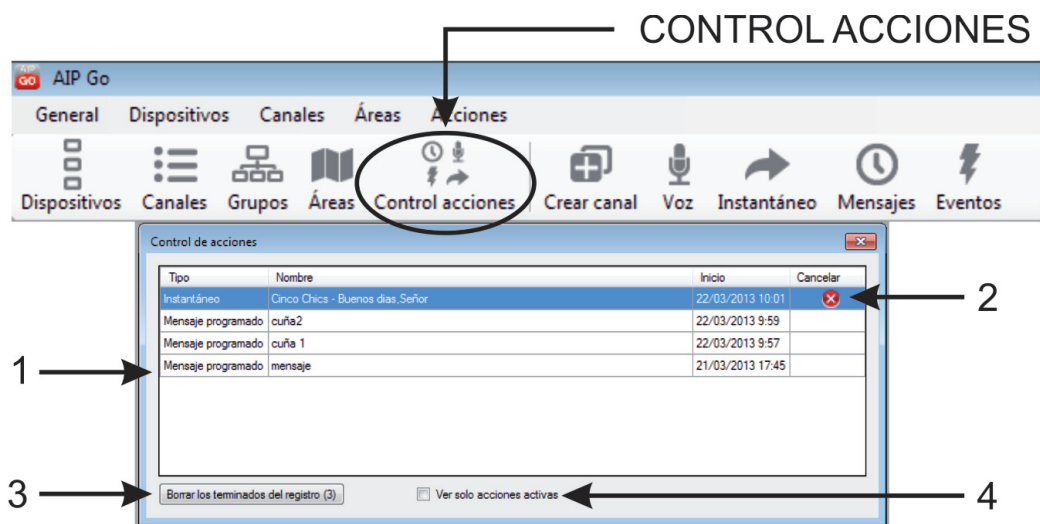 CONTROL ACCIONES
AIP GO AIP Go
General Dispositivos Canales Áreas Acciones
Dispositivos Canales Grupos Áreas Control acciones Crear canal Voz Instantáneo Mensajes Eventos
Control de acciones
Tipo Nombre Inicio Cancelar
Instantáneo Cinco Chics - Buenos dias,Señor 22/03/2013 10:01 2
Mensaje programado cuña2 22/03/2013 9:59
Mensaje programado cuña 1 22/03/2013 9:57
1 Mensaje programado mensaje 21/03/2013 17:45
3 Borrar los terminados del registro (3) Ver solo acciones activas 4